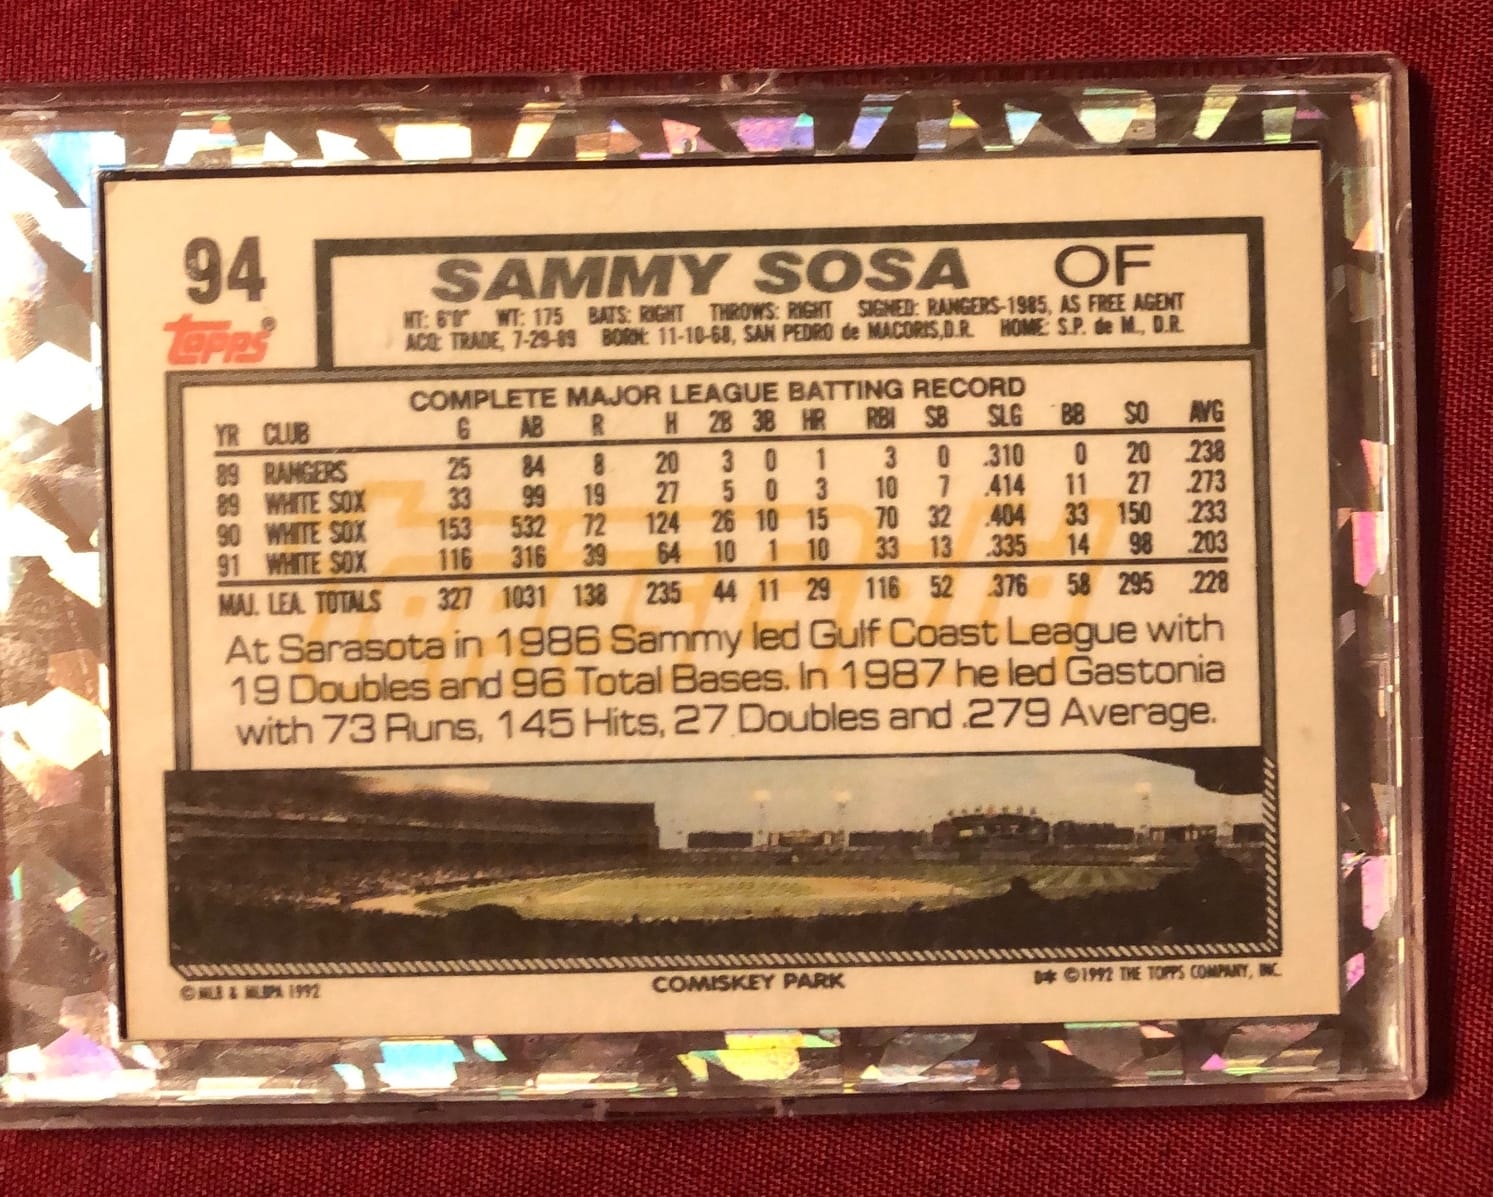 94
Topps®
SAMMY SOSA OF
HT: 6'0" WT: 175 BATS: RIGHT THROWS: RIGHT SIGNED: RANGERS-1985, AS FREE AGENT
ACQ: TRADE, 7-29-89 BORN: 11-10-68, SAN PEDRO de MACORIS,D.R. HOME: S.P. de M., D.R.
COMPLETE MAJOR LEAGUE BATTING RECORD
YR CLUB G AB R H 2B 3B HR RBI SB SLG BB SO AVG
89 RANGERS 25 84 8 20 3 0 1 3 0 .310 0 20 .238
89 WHITE SOX 33 99 19 27 5 0 3 10 7 .414 11 27 .273
90 WHITE SOX 153 532 72 124 26 10 15 70 32 .404 33 150 .233
91 WHITE SOX 116 316 39 64 10 1 10 33 13 .335 14 98 .203
MAJ. LEA. TOTALS 327 1031 138 235 44 11 29 116 52 .376 58 295 .228
At Sarasota in 1986 Sammy led Gulf Coast League with
19 Doubles and 96 Total Bases. In 1987 he led Gastonia
with 73 Runs, 145 Hits, 27 Doubles and .279 Average.
© MLB & MLBPA 1992
COMISKEY PARK
D* ©1992 THE TOPPS COMPANY, INC.